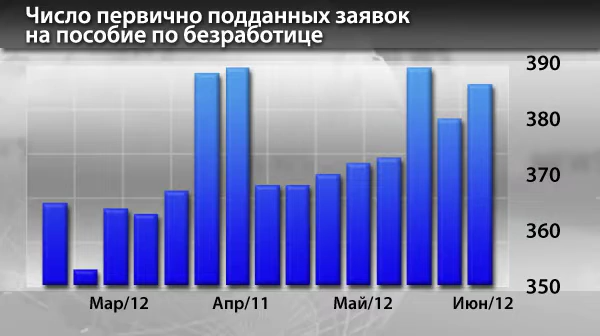 Число первично подданных заявок
на пособие по безработице
390
380
370
360
350
Мар/12 Апр/11 Май/12 Июн/12